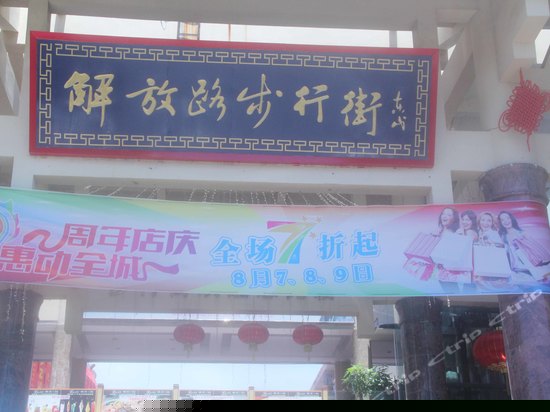 解放路步行街
周年店庆
惠动全城
全场7折起
8月7、8、9日